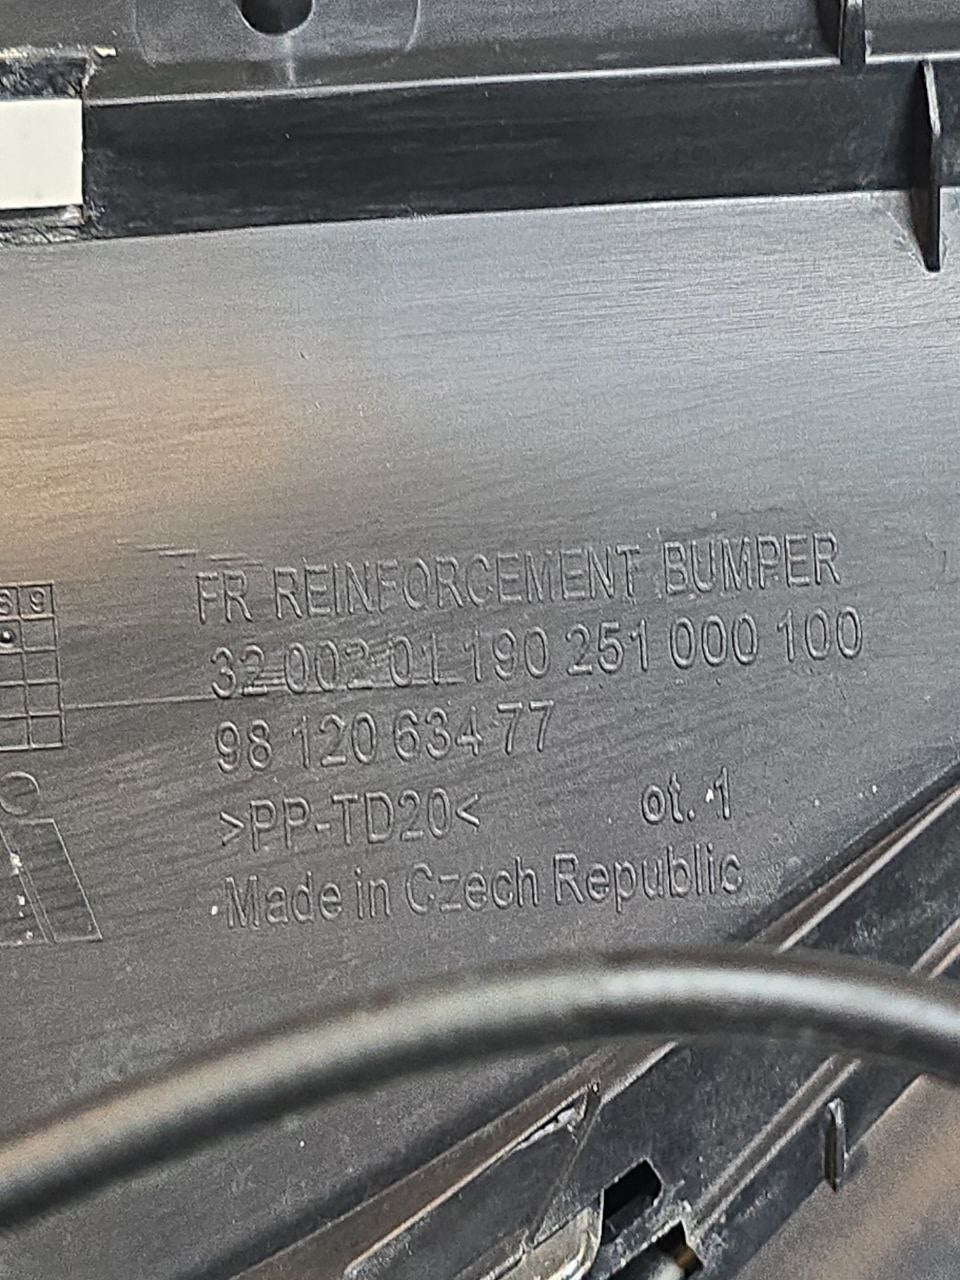 FR REINFORCEMENT BUMPER
32 002 01 190 251 000 100
98 120 634 77
>PP-TD20< ot. 1
Made in Czech Republic